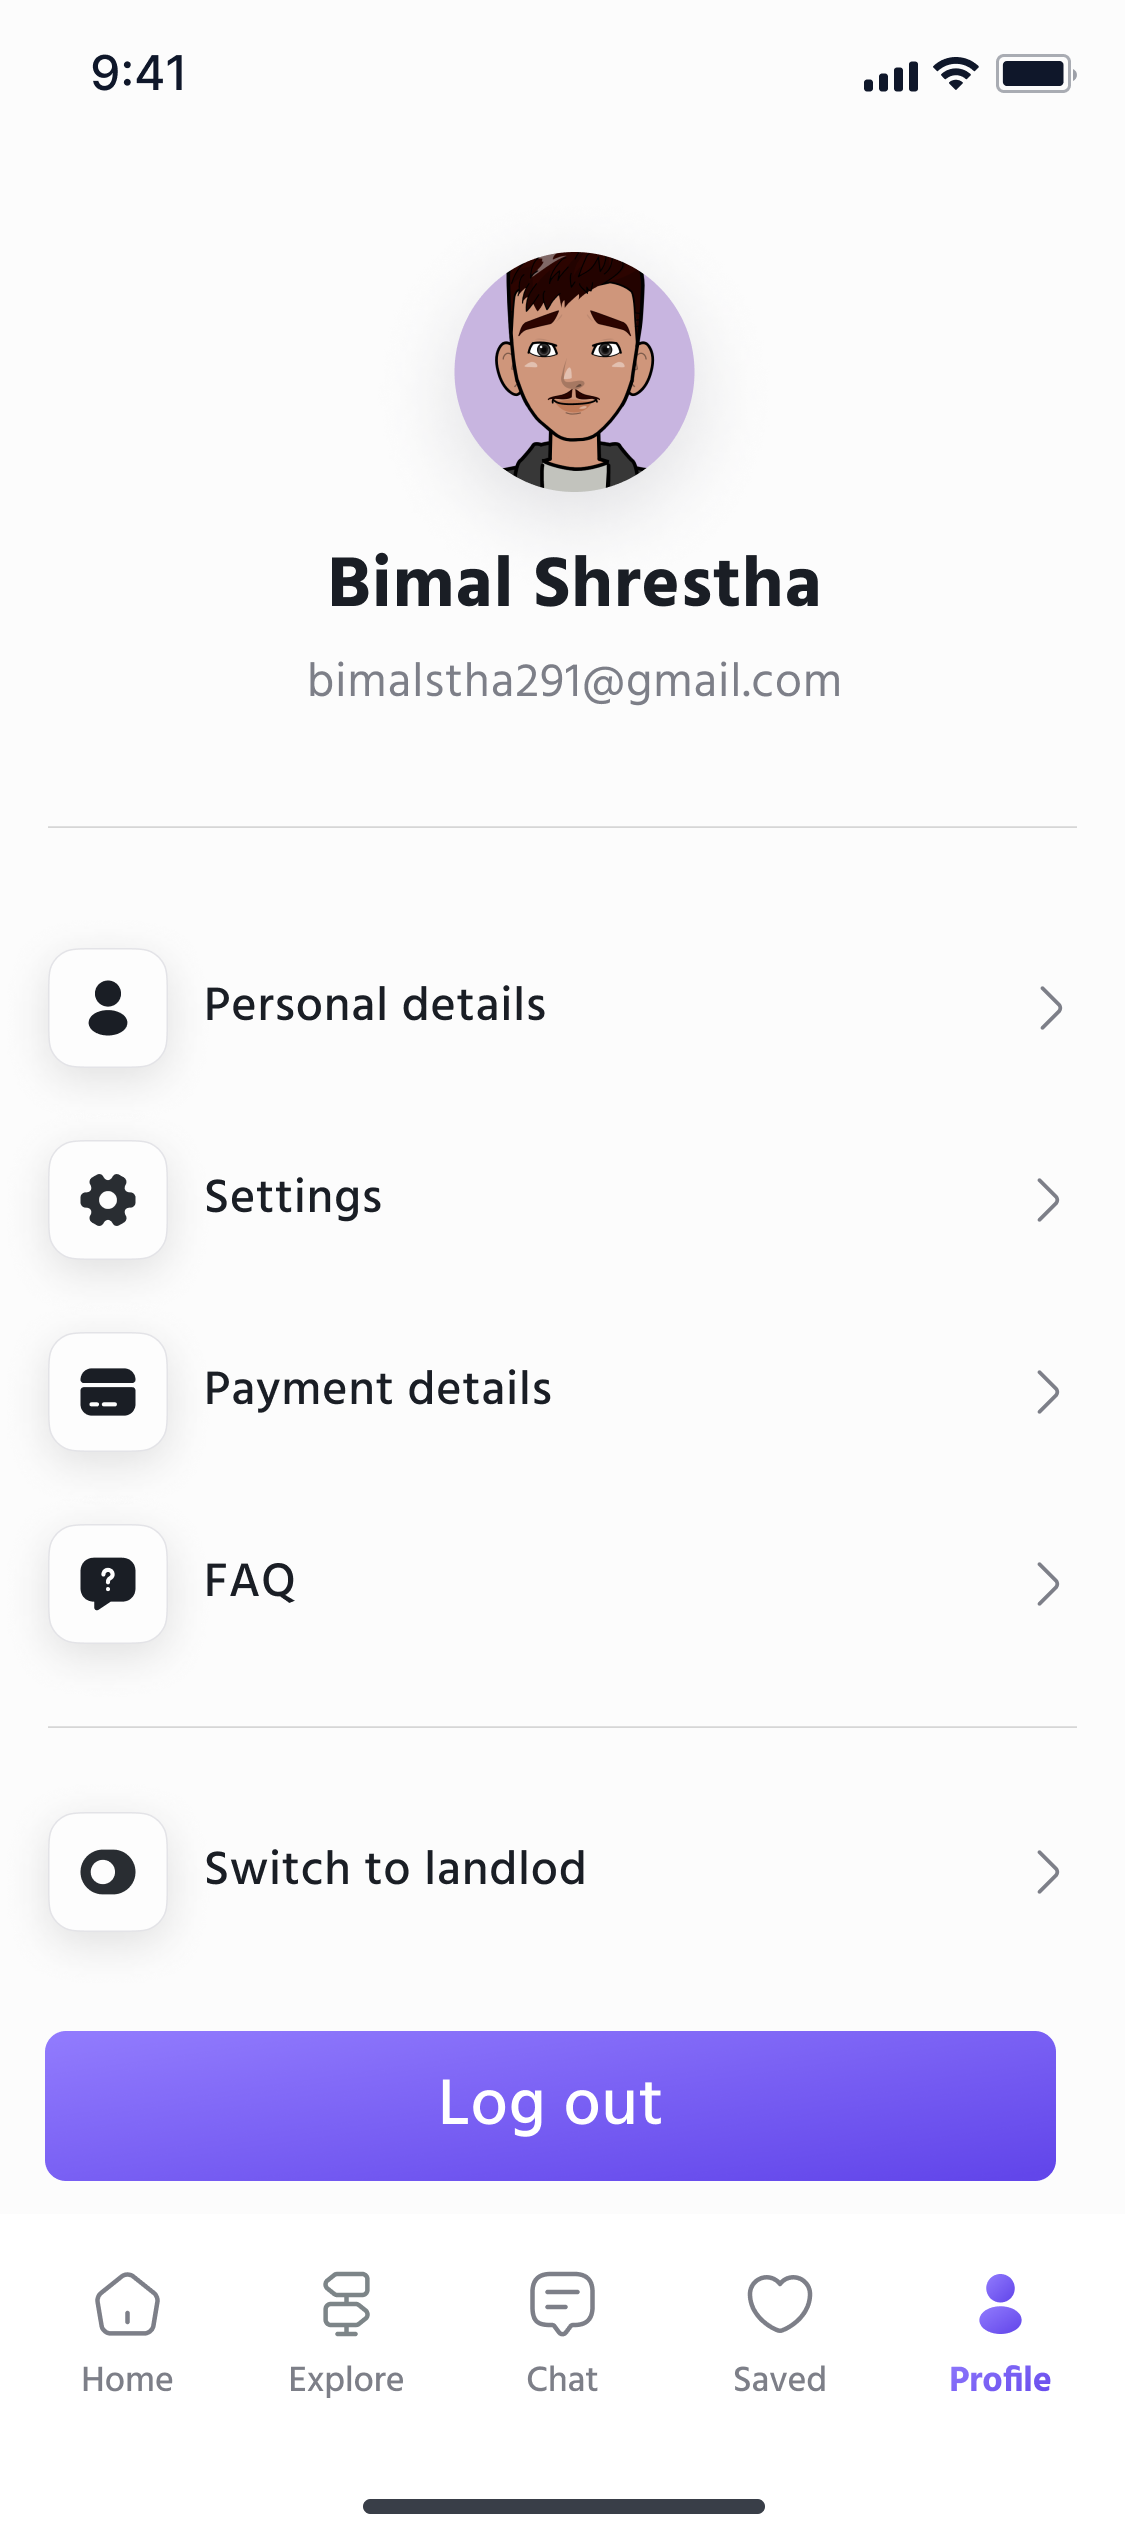 9:41
Bimal Shrestha
bimalstha291@gmail.com
Personal details
Settings
Payment details
?
FAQ
Switch to landlod
Log out
Home
Explore
Chat
Saved
Profile